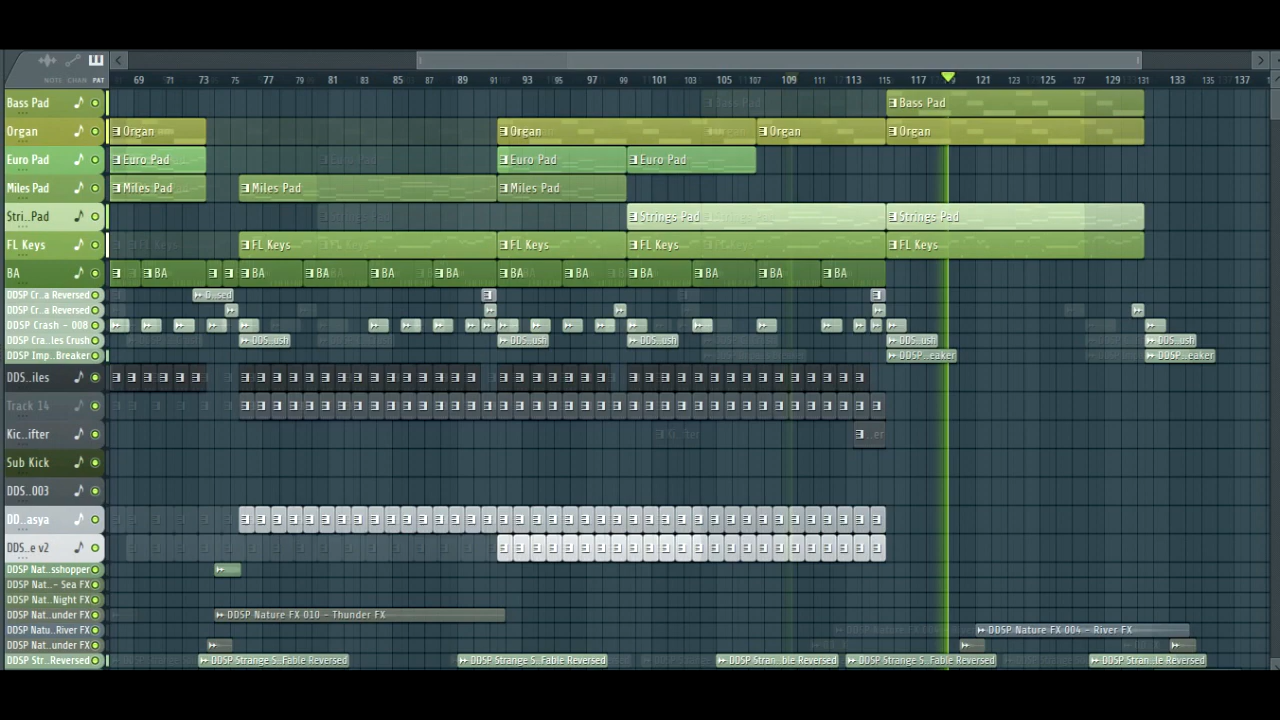 NOTE CHAN PAT
69 71 73 75 77 79 81 83 85 87 89 91 93 95 97 99 101 103 105 107 109 111 113 115 117 121 123 125 127 131 133 135 137
Bass Pad Bass Pad
Organ Organ Organ Organ Organ
Euro Pad Euro Pad Euro Pad Euro Pad
Miles Pad Miles Pad Miles Pad Miles Pad
Stri..Pad Strings Pad Strings Pad
FL Keys FL Keys FL Keys FL Keys FL Keys
BA BA BA BA BA BA BA BA BA BA BA BA
DDSP Cr..a Reversed G..sed
DDSP Cr..a Reversed
DDSP Crash - 008
DDSP Cra..les Crush DDS..ush DDS..ush DDS..ush DDS..ush DDS..ush
DDSP Imp..Breaker DDSP..eaker DDSP..eaker
DDS..iles
Track 14
Kic..ifter ..er
Sub Kick
DDS..003
DD..asya
DDS..e v2
DDSP Nat..sshopper
DDSP Nat..- Sea FX
DDSP Nat..Night FX
DDSP Nat..under FX DDSP Nature FX 010 - Thunder FX
DDSP Natu..River FX DDSP Nature FX 004 - River FX
DDSP Nat..under FX
DDSP Str..Reversed DDSP Strange S..Fable Reversed DDSP Strange S..Fable Reversed DDSP Stran..ble Reversed DDSP Strange S..Fable Reversed DDSP Stran..le Reversed